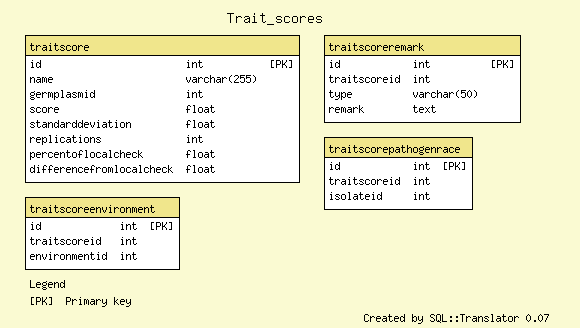 Trait_scores
traitscore
id int [PK]
name varchar(255)
germplasmid int
score float
standarddeviation float
replications int
percentoflocalcheck float
differencefromlocalcheck float
traitscoreremark
id int [PK]
traitscoreid int
type varchar(50)
remark text
traitscorepathogenrace
id int [PK]
traitscoreid int
isolateid int
traitscoreenvironment
id int [PK]
traitscoreid int
environmentid int
Legend
[PK] Primary key
Created by SQL::Translator 0.07